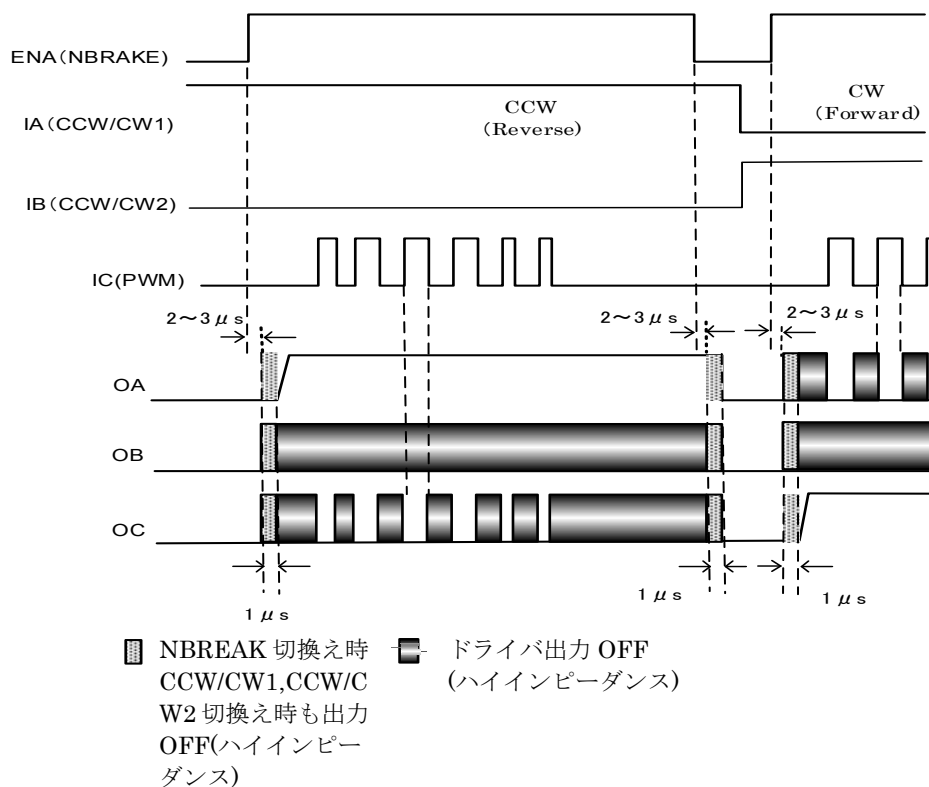 ENA(NBRAKE)
IA(CCW/CW1)
CCW
(Reverse)
CW
(Forward)
IB(CCW/CW2)
IC(PWM)
2～3μs
2～3μs
2～3μs
OA
OB
OC
1μs
1μs
1μs
NBREAK 切換え時
CCW/CW1,CCW/C
W2 切換え時も出力
OFF(ハイインピー
ダンス)
ドライバ出力 OFF
(ハイインピーダンス)